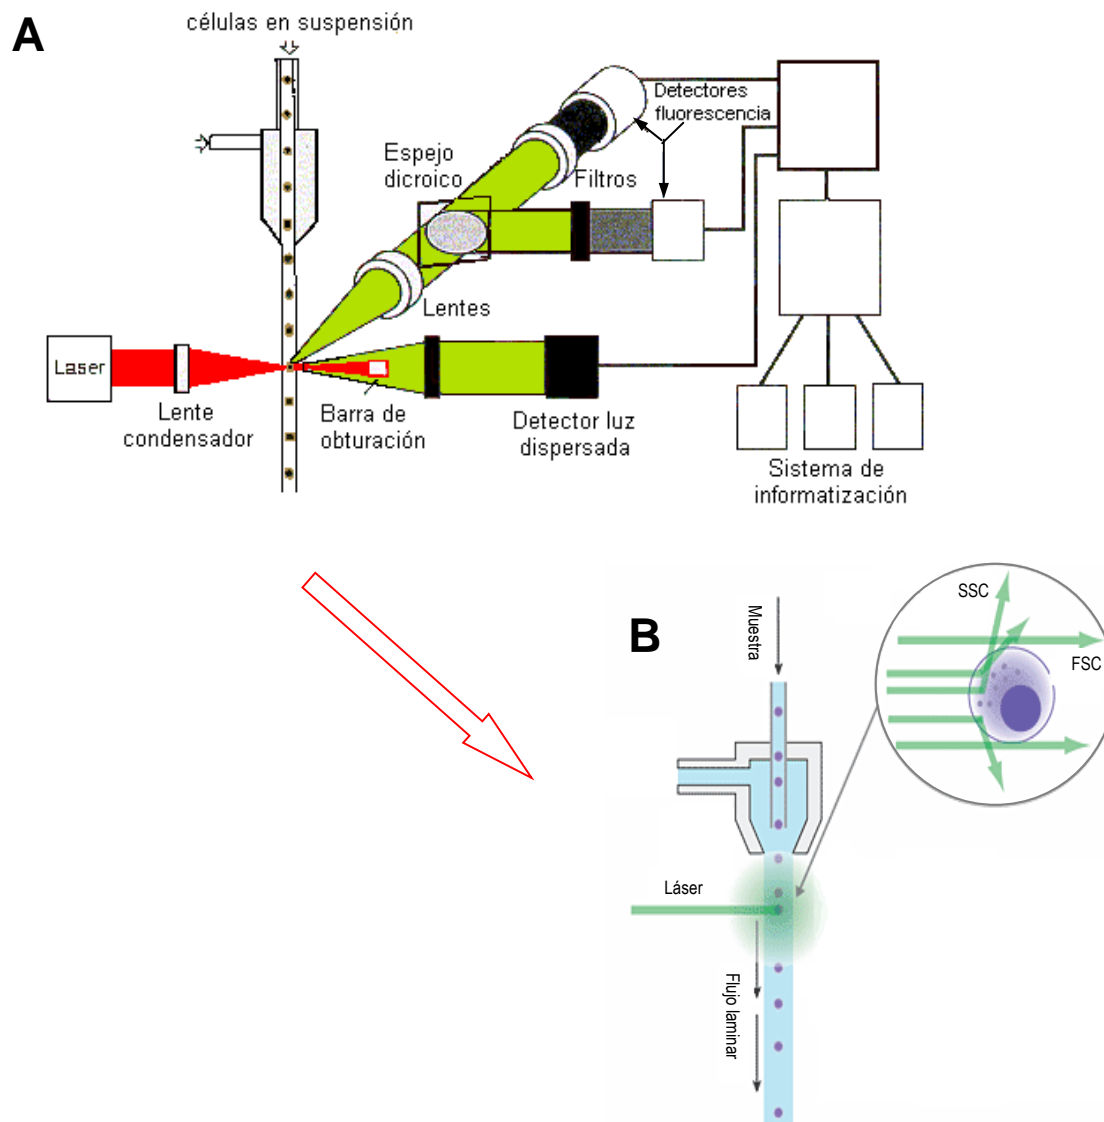 A
células en suspensión
Detectores
fluorescencia
Espejo
dicroico
Filtros
Lentes
Laser
Lente
condensador
Barra de
obturación
Detector luz
dispersada
Sistema de
informatización
B
Muestra
SSC
FSC
Láser
Flujo laminar